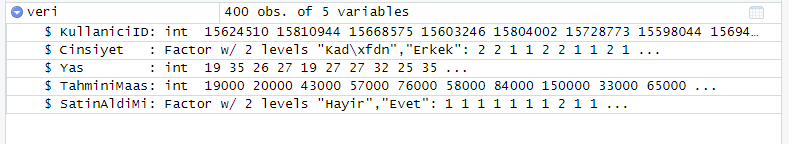 veri 400 obs. of 5 variables
$ KullaniciID: int 15624510 15810944 15668575 15603246 15804002 15728773 15598044 15694…
$ Cinsiyet : Factor w/ 2 levels "Kad\xfdn","Erkek": 2 2 1 1 2 2 1 1 2 1 ...
$ Yas : int 19 35 26 27 19 27 27 32 25 35 ...
$ TahminiMaas: int 19000 20000 43000 57000 76000 58000 84000 150000 33000 65000 ...
$ SatinAldiMi: Factor w/ 2 levels "Hayir","Evet": 1 1 1 1 1 1 1 2 1 1 ...